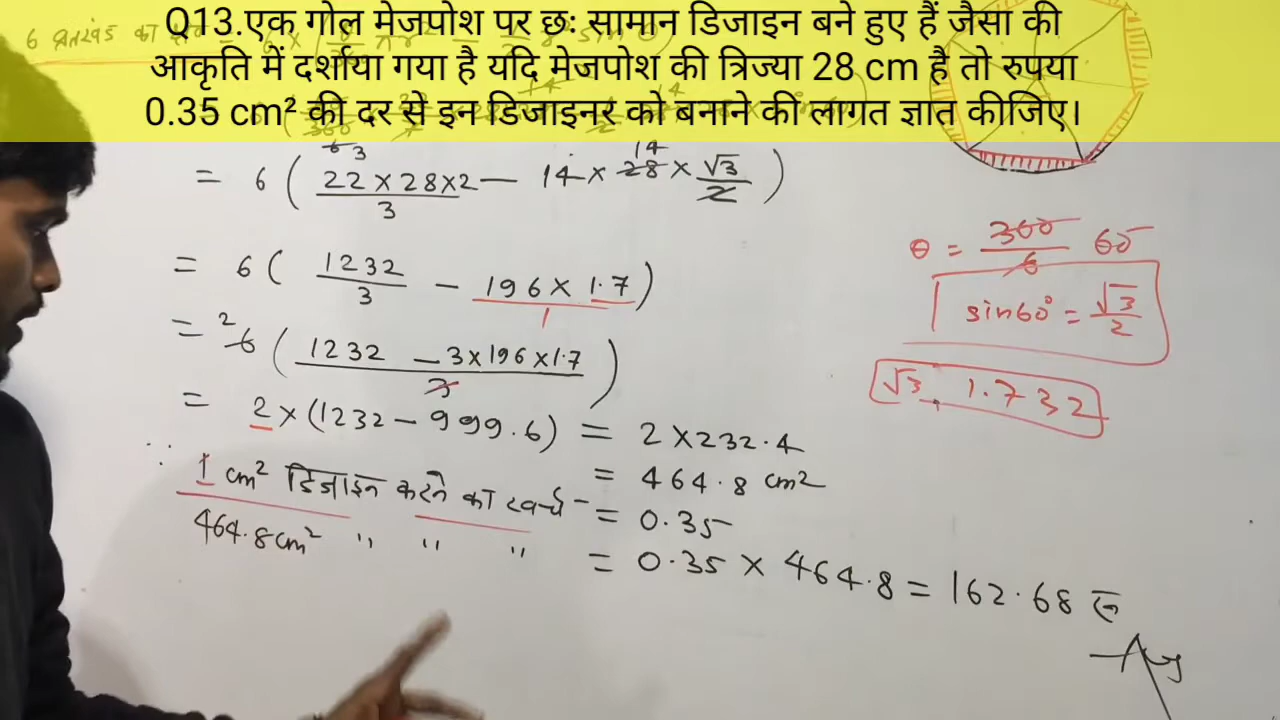 Q13.एक गोल मेजपोश पर छः सामान डिजाइन बने हुए हैं जैसा की
आकृति में दर्शाया गया है यदि मेजपोश की त्रिज्या 28 cm है तो रुपया
0.35 cm² की दर से इन डिजाइनर को बनाने की लागत ज्ञात कीजिए।
= 6 ( 22 × 28 × 2 / 3 — 14 × 28 14 × √3 / 2 )
θ = 360 / 6 60°
= 6 ( 1232 / 3 - 196 × 1.7 / 1 )
sin60° = √3 / 2
= 2 6 ( 1232 - 3 × 196 × 1.7 / 3 )
√3 = 1.732
= 2 × (1232 - 999.6) = 2 × 232.4
= 464.8 cm²
∵ 1 cm² डिजाइन करने का खर्च - = 0.35
464.8 cm² " " " = 0.35 × 464.8 = 162.68 रु
Ans